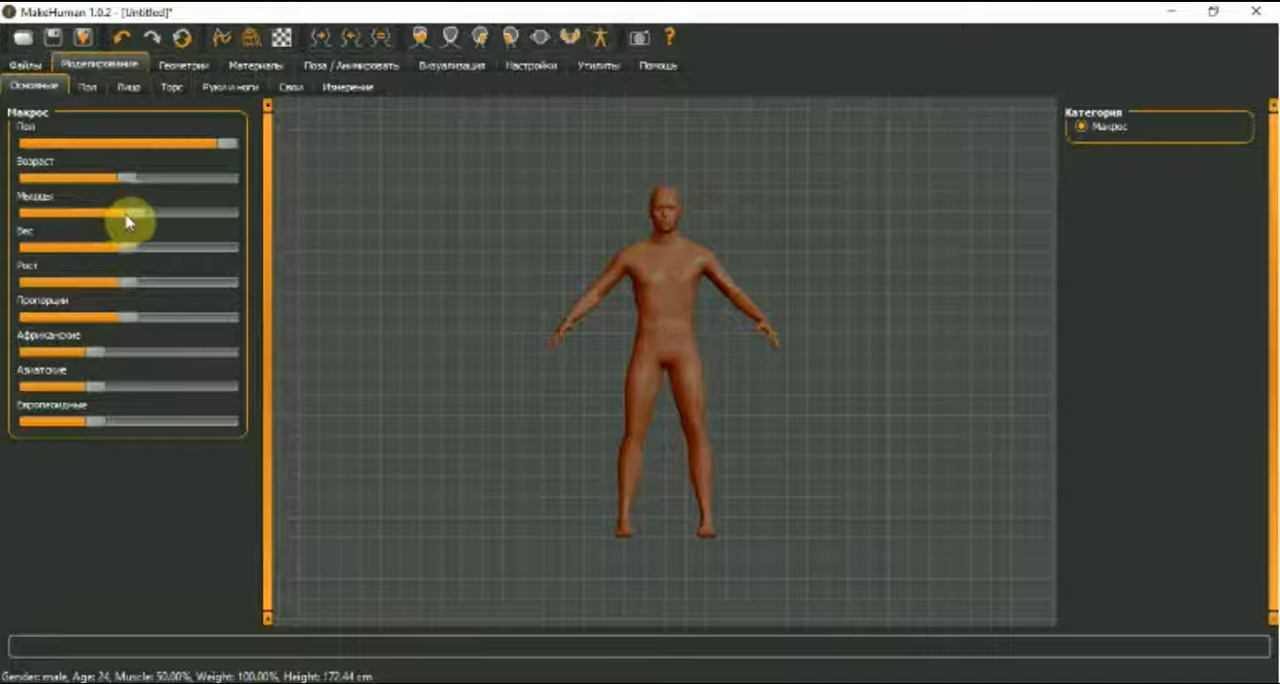 MakeHuman 1.0.2 - [Untitled]*
Файлы Моделирование Геометрии Материалы Поза / Анимировать Визуализация Настройки Утилиты Помощь
Основные Пол Лицо Торс Руки и ноги Свои Измерение
Макрос
Пол
Возраст
Мышцы
Вес
Рост
Пропорции
Африканские
Азиатские
Европеоидные
Категория
Макрос
Gender: male, Age: 24, Muscle: 50.00%, Weight: 100.00%, Height: 172.44 cm